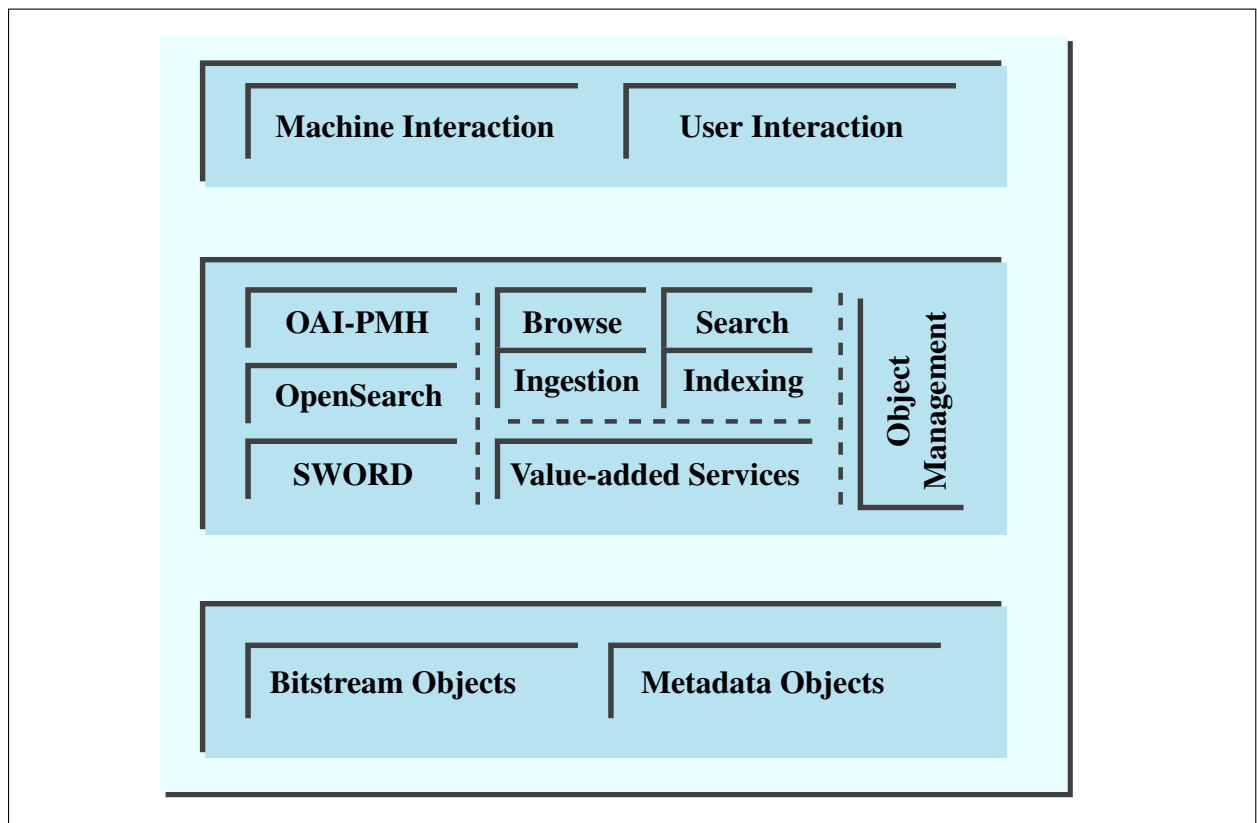 Machine Interaction
User Interaction
OAI-PMH
OpenSearch
SWORD
Browse
Search
Ingestion
Indexing
Value-added Services
Object
Management
Bitstream Objects
Metadata Objects